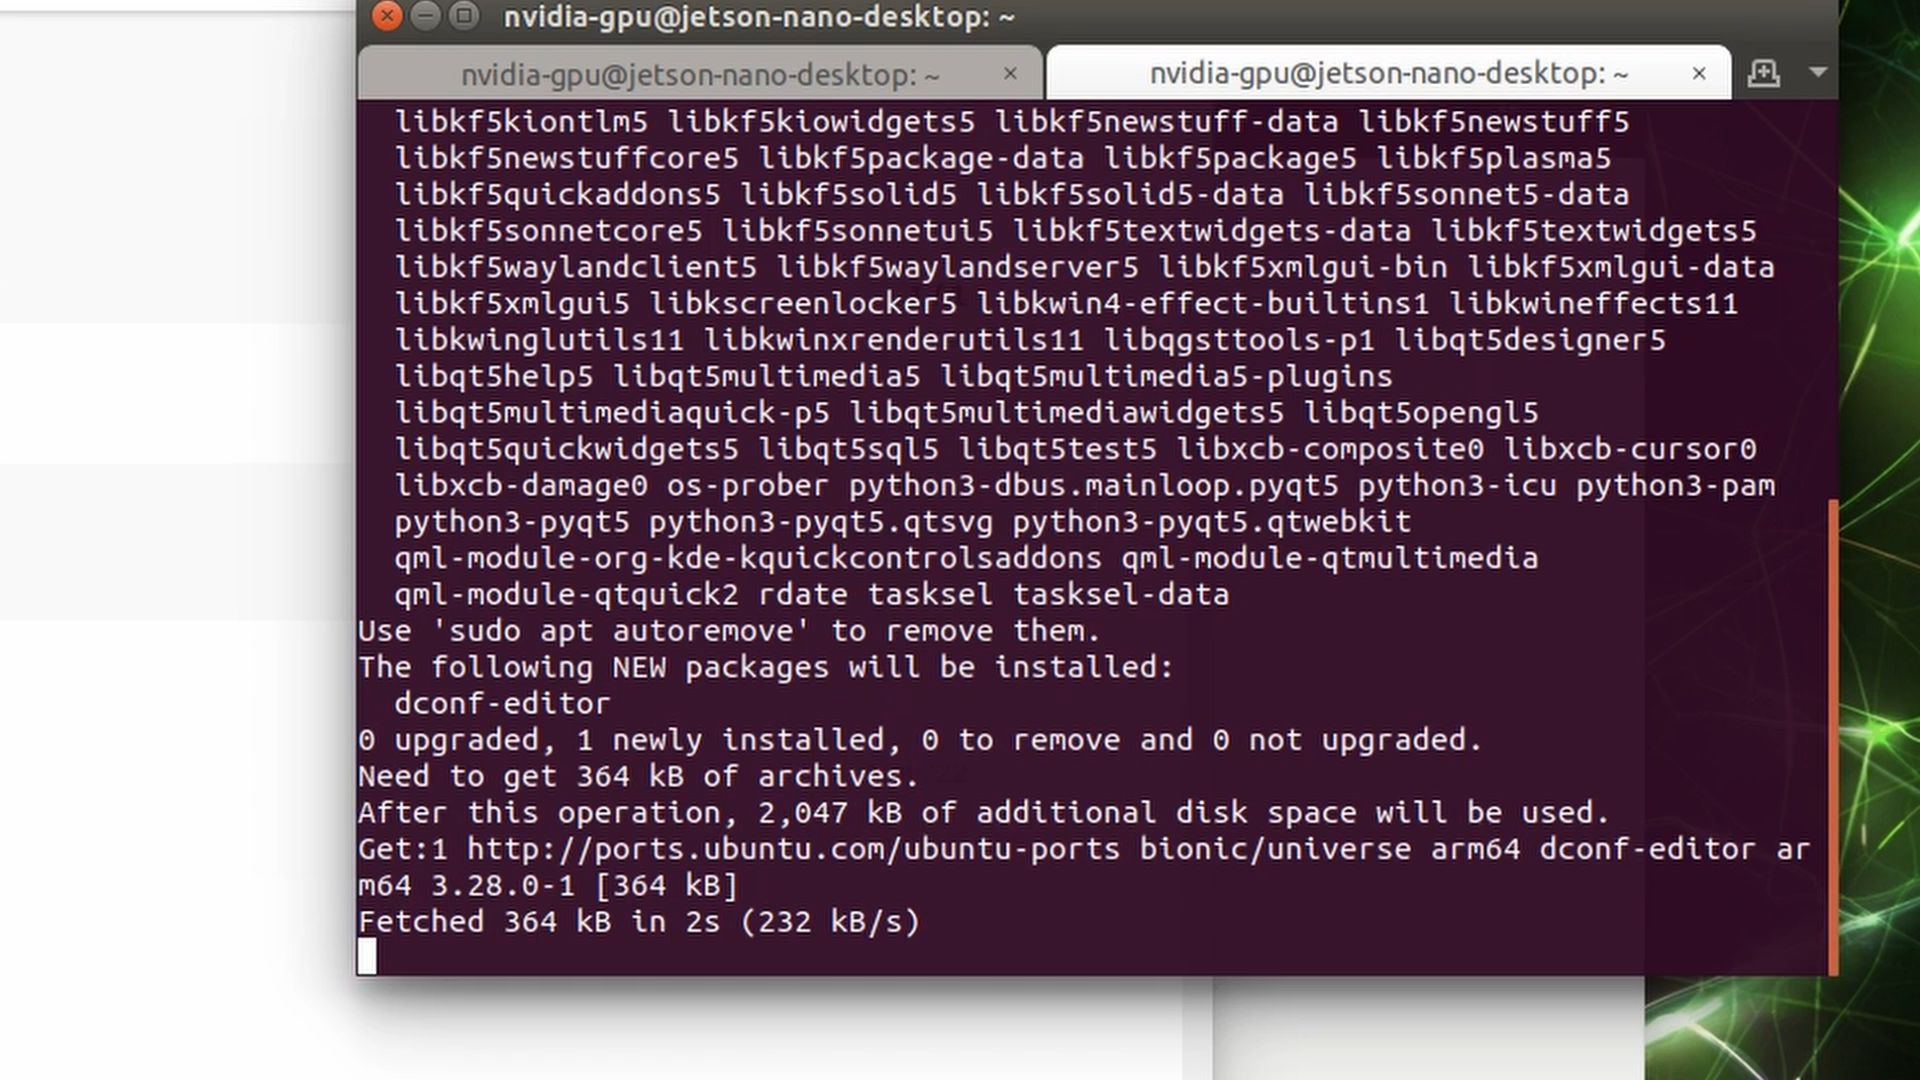 nvidia-gpu@jetson-nano-desktop: ~
nvidia-gpu@jetson-nano-desktop: ~ × nvidia-gpu@jetson-nano-desktop: ~ ×
libkf5kiontlm5 libkf5kiowidgets5 libkf5newstuff-data libkf5newstuff5
libkf5newstuffcore5 libkf5package-data libkf5package5 libkf5plasma5
libkf5quickaddons5 libkf5solid5 libkf5solid5-data libkf5sonnet5-data
libkf5sonnetcore5 libkf5sonnetui5 libkf5textwidgets-data libkf5textwidgets5
libkf5waylandclient5 libkf5waylandserver5 libkf5xmlgui-bin libkf5xmlgui-data
libkf5xmlgui5 libkscreenlocker5 libkwin4-effect-builtins1 libkwineffects11
libkwinglutils11 libkwinxrenderutils11 libqgsttools-p1 libqt5designer5
libqt5help5 libqt5multimedia5 libqt5multimedia5-plugins
libqt5multimediaquick-p5 libqt5multimediawidgets5 libqt5opengl5
libqt5quickwidgets5 libqt5sql5 libqt5test5 libxcb-composite0 libxcb-cursor0
libxcb-damage0 os-prober python3-dbus.mainloop.pyqt5 python3-icu python3-pam
python3-pyqt5 python3-pyqt5.qtsvg python3-pyqt5.qtwebkit
qml-module-org-kde-kquickcontrolsaddons qml-module-qtmultimedia
qml-module-qtquick2 rdate tasksel tasksel-data
Use 'sudo apt autoremove' to remove them.
The following NEW packages will be installed:
dconf-editor
0 upgraded, 1 newly installed, 0 to remove and 0 not upgraded.
Need to get 364 kB of archives.
After this operation, 2,047 kB of additional disk space will be used.
Get:1 http://ports.ubuntu.com/ubuntu-ports bionic/universe arm64 dconf-editor ar
m64 3.28.0-1 [364 kB]
Fetched 364 kB in 2s (232 kB/s)